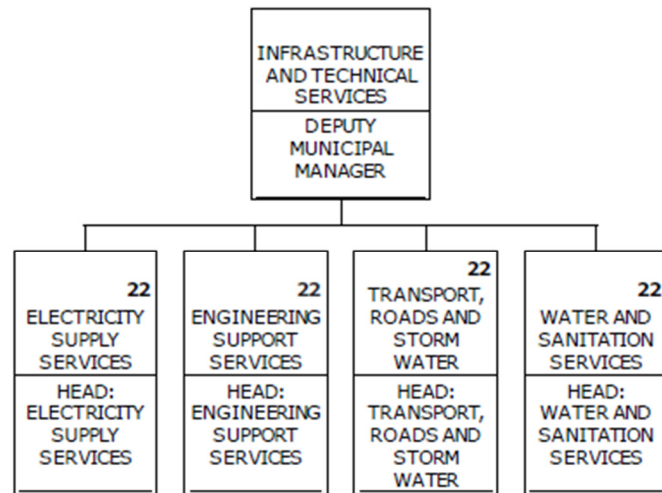 INFRASTRUCTURE
AND TECHNICAL
SERVICES
DEPUTY
MUNICIPAL
MANAGER
22
ELECTRICITY
SUPPLY
SERVICES
HEAD:
ELECTRICITY
SUPPLY
SERVICES
22
ENGINEERING
SUPPORT
SERVICES
HEAD:
ENGINEERING
SUPPORT
SERVICES
22
TRANSPORT,
ROADS AND
STORM
WATER
HEAD:
TRANSPORT,
ROADS AND
STORM
WATER
22
WATER AND
SANITATION
SERVICES
HEAD:
WATER AND
SANITATION
SERVICES